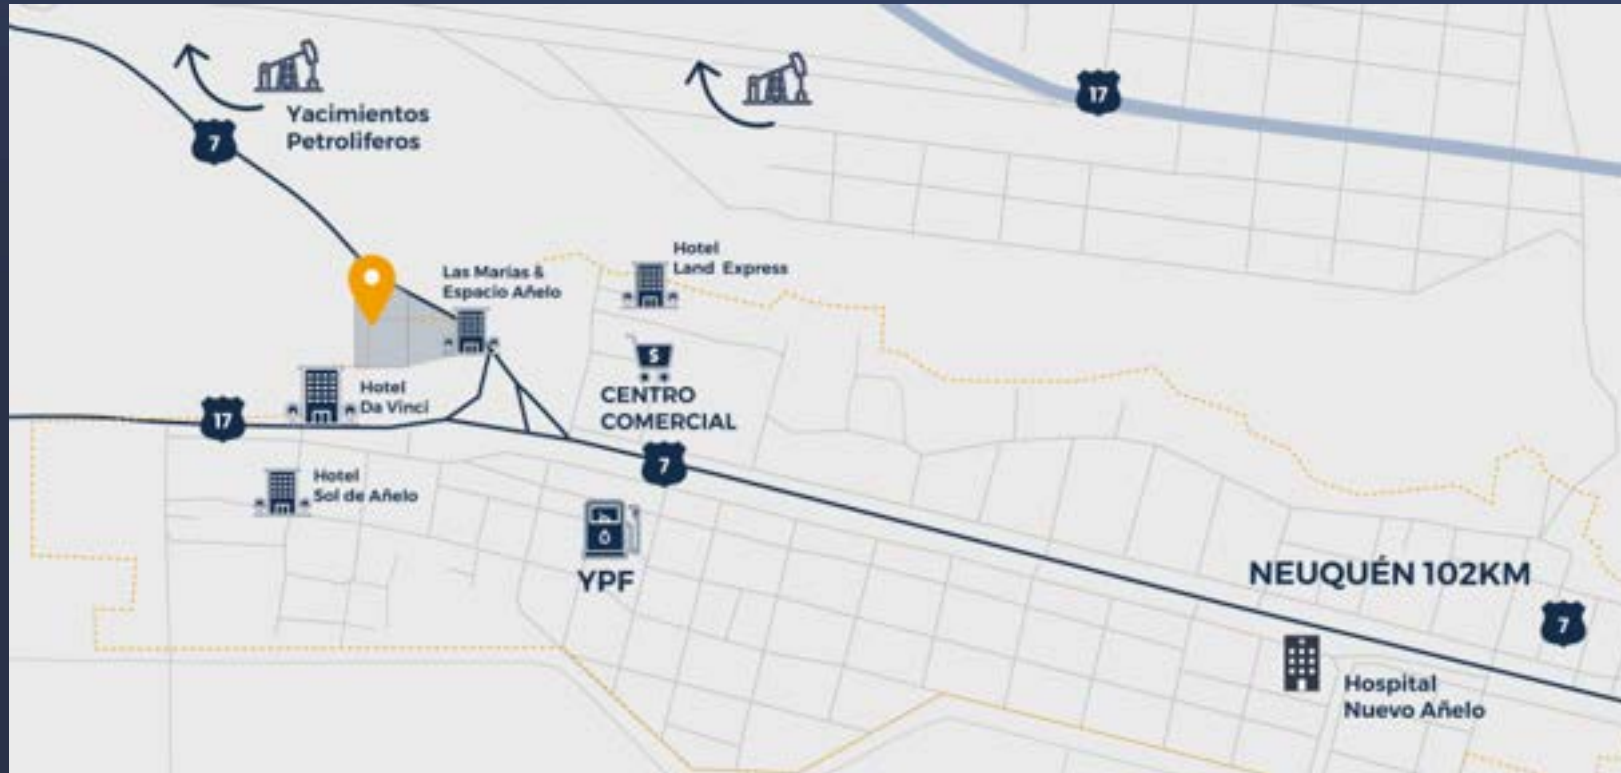 17
7
Yacimientos
Petroliferos
Hotel
Land Express
Las Marías &
Espacio Añelo
$
CENTRO
COMERCIAL
Hotel
Da Vinci
17
7
Hotel
Sol de Añelo
YPF
NEUQUÉN 102KM
7
Hospital
Nuevo Añelo